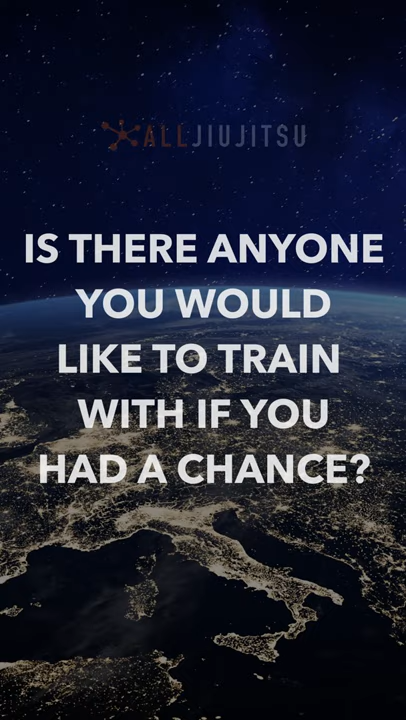 ALLJIUJITSU
IS THERE ANYONE
YOU WOULD
LIKE TO TRAIN
WITH IF YOU
HAD A CHANCE?